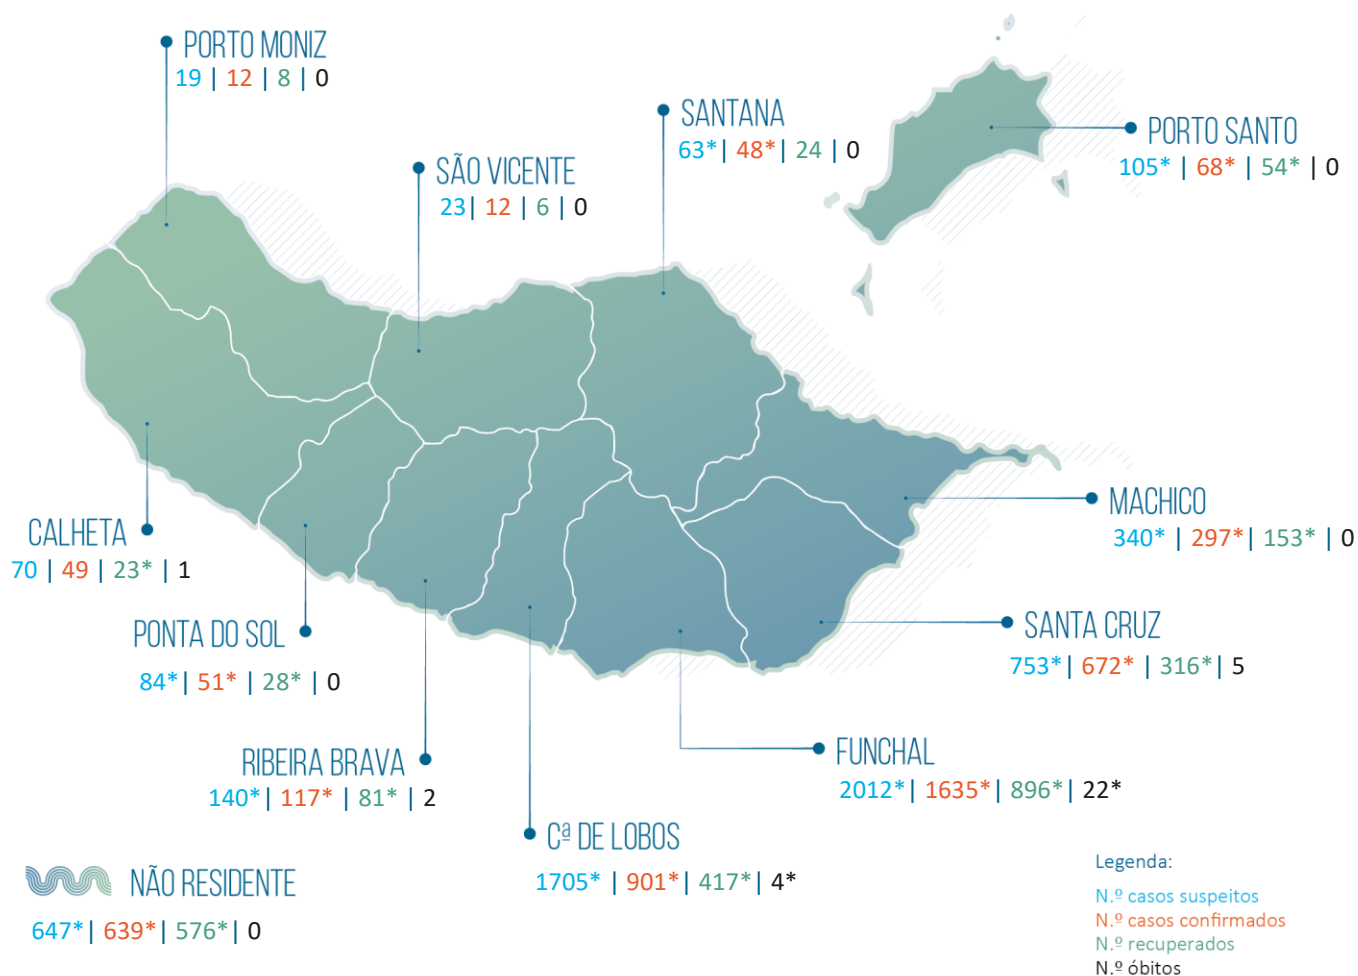 PORTO MONIZ
19 | 12 | 8 | 0
SANTANA
63*| 48*| 24 | 0
PORTO SANTO
105* | 68* | 54* | 0
SÃO VICENTE
23| 12 | 6 | 0
MACHICO
340* | 297*| 153* | 0
CALHETA
70 | 49 | 23* | 1
SANTA CRUZ
753*| 672* | 316*| 5
PONTA DO SOL
84*| 51* | 28* | 0
FUNCHAL
2012*| 1635*| 896*| 22*
RIBEIRA BRAVA
140*| 117* | 81* | 2
Cª DE LOBOS
1705* | 901*| 417*| 4*
NÃO RESIDENTE
647*| 639*| 576*| 0
Legenda:
N.º casos suspeitos
N.º casos confirmados
N.º recuperados
N.º óbitos